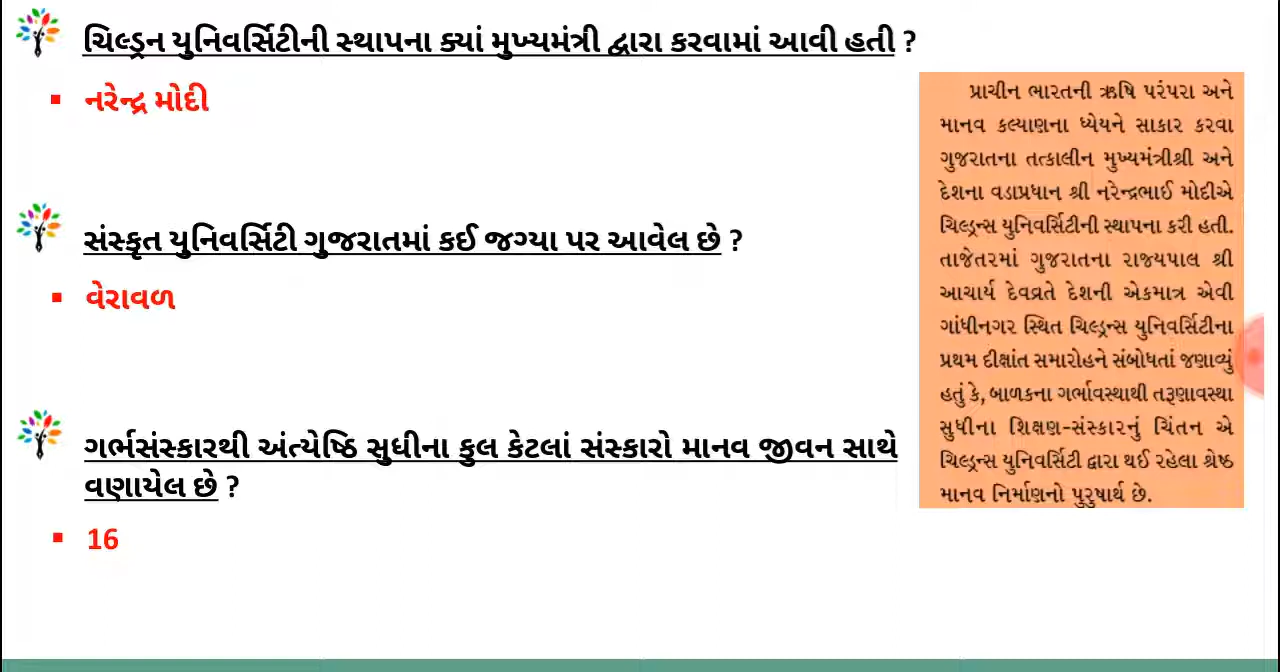 ચિલ્ડ્રન યુનિવર્સિટીની સ્થાપના ક્યાં મુખ્યમંત્રી દ્વારા કરવામાં આવી હતી ?
▪ નરેન્દ્ર મોદી
સંસ્કૃત યુનિવર્સિટી ગુજરાતમાં કઈ જગ્યા પર આવેલ છે ?
▪ વેરાવળ
ગર્ભસંસ્કારથી અંત્યેષ્ઠિ સુધીના કુલ કેટલાં સંસ્કારો માનવ જીવન સાથે
વણાયેલ છે ?
▪ 16
પ્રાચીન ભારતની ઋષિ પરંપરા અને
માનવ કલ્યાણના ધ્યેયને સાકાર કરવા
ગુજરાતના તત્કાલીન મુખ્યમંત્રીશ્રી અને
દેશના વડાપ્રધાન શ્રી નરેન્દ્રભાઈ મોદીએ
ચિલ્ડ્રન્સ યુનિવર્સિટીની સ્થાપના કરી હતી.
તાજેતરમાં ગુજરાતના રાજ્યપાલ શ્રી
આચાર્ય દેવવ્રતે દેશની એકમાત્ર એવી
ગાંધીનગર સ્થિત ચિલ્ડ્રન્સ યુનિવર્સિટીના
પ્રથમ દીક્ષાંત સમારોહને સંબોધતાં જણાવ્યું
હતું કે, બાળકના ગર્ભાવસ્થાથી તરૂણાવસ્થા
સુધીના શિક્ષણ-સંસ્કારનું ચિંતન એ
ચિલ્ડ્રન્સ યુનિવર્સિટી દ્વારા થઈ રહેલા શ્રેષ્ઠ
માનવ નિર્માણનો પુરુષાર્થ છે.